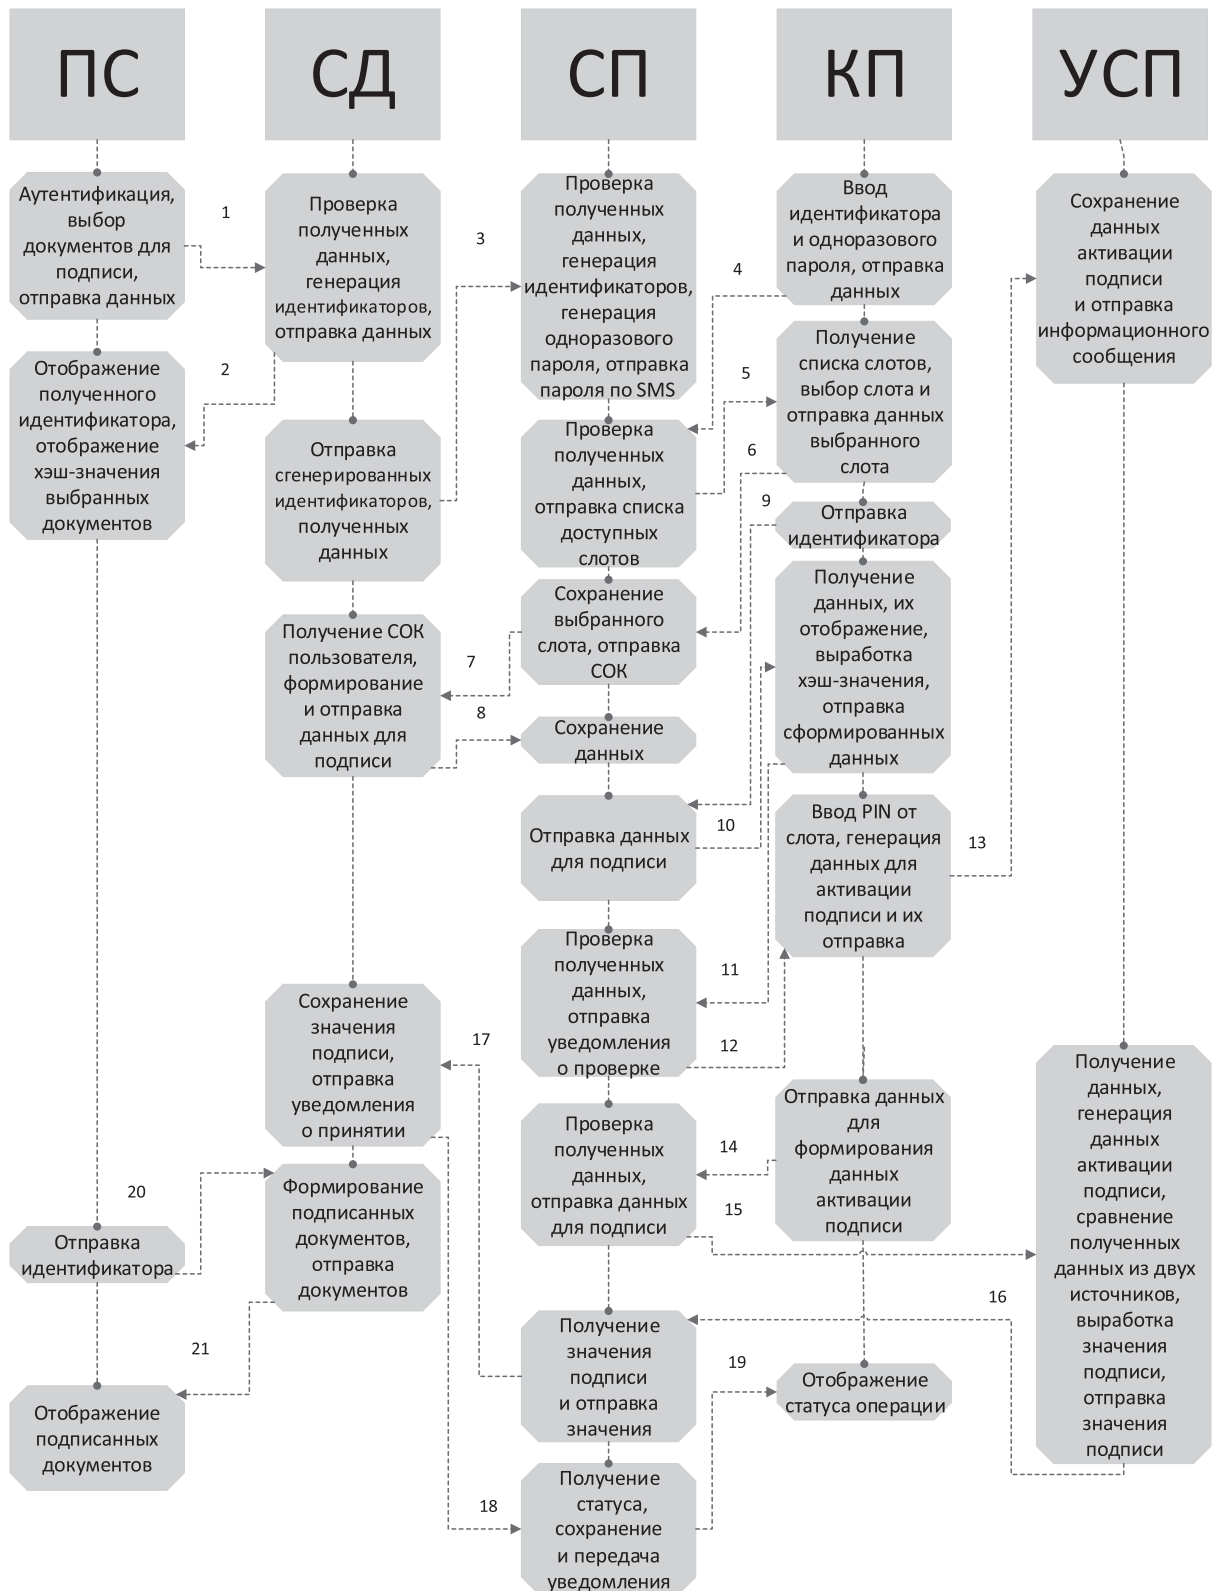 ПС
СД
СП
КП
УСП
Аутентификация,
выбор
документов для
подписи,
отправка данных
Отображение
полученного
идентификатора,
отображение
хэш-значения
выбранных
документов
Отправка
идентификатора
Отображение
подписанных
документов
1
2
20
21
Проверка
полученных
данных,
генерация
идентификаторов,
отправка данных
Отправка
сгенерированных
идентификаторов,
полученных
данных
Получение СОК
пользователя,
формирование
и отправка
данных для
подписи
Сохранение
значения
подписи,
отправка
уведомления
о принятии
Формирование
подписанных
документов,
отправка
документов
3
7
8
17
18
Проверка
полученных
данных,
генерация
идентификаторов,
генерация
одноразового
пароля, отправка
пароля по SMS
Проверка
полученных
данных,
отправка списка
доступных
слотов
Сохранение
выбранного
слота, отправка
СОК
Сохранение
данных
Отправка данных
для подписи
Проверка
полученных
данных,
отправка
уведомления
о проверке
Проверка
полученных
данных,
отправка данных
для подписи
Получение
значения
подписи
и отправка
значения
Получение
статуса,
сохранение
и передача
уведомления
4
5
6
9
10
11
12
14
15
19
Ввод
идентификатора
и одноразового
пароля, отправка
данных
Получение
списка слотов,
выбор слота и
отправка данных
выбранного
слота
Отправка
идентификатора
Получение
данных, их
отображение,
выработка
хэш-значения,
отправка
сформированных
данных
Ввод PIN от
слота, генерация
данных для
активации
подписи и их
отправка
Отправка данных
для
формирования
данных
активации
подписи
Отображение
статуса операции
13
16
Сохранение
данных
активации
подписи
и отправка
информационного
сообщения
Получение
данных,
генерация
данных
активации
подписи,
сравнение
полученных
данных из двух
источников,
выработка
значения
подписи,
отправка
значения
подписи